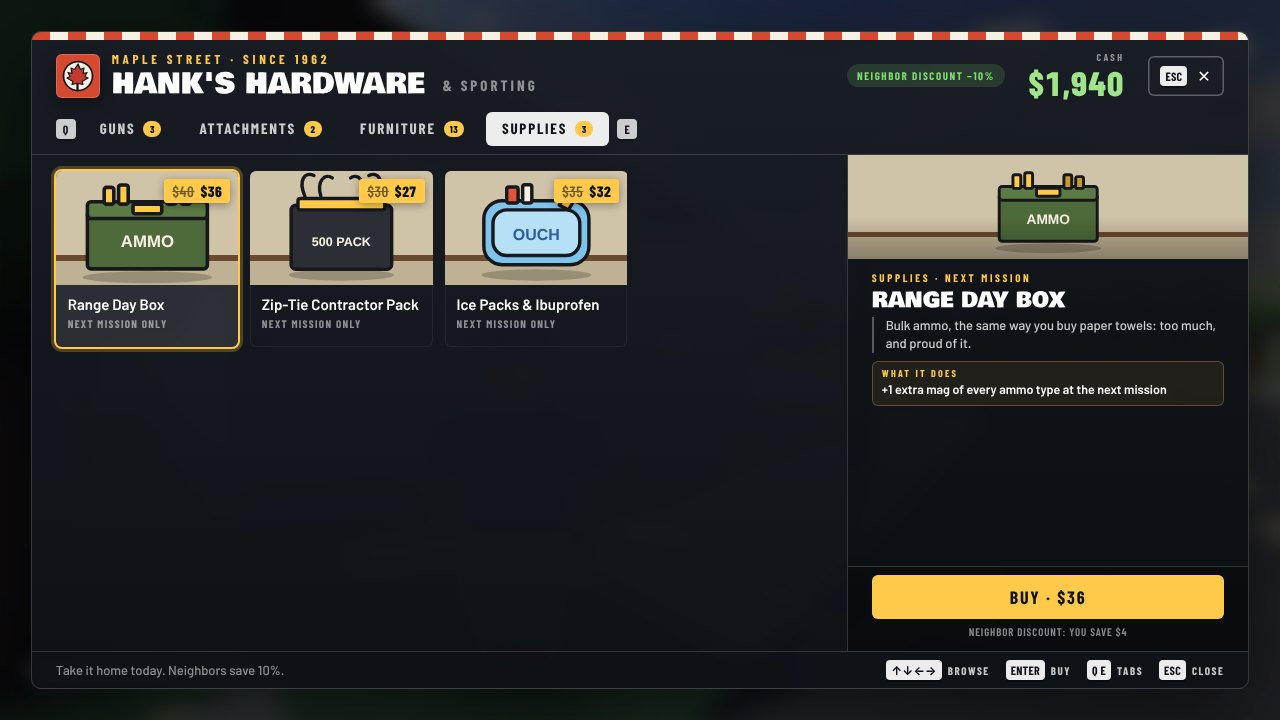 MAPLE STREET · SINCE 1962
HANK'S HARDWARE & SPORTING
NEIGHBOR DISCOUNT −10%
CASH
$1,940
ESC ✕
Q GUNS 3 ATTACHMENTS 2 FURNITURE 13 SUPPLIES 3 E
$40 $36
AMMO
Range Day Box
NEXT MISSION ONLY
$30 $27
500 PACK
Zip-Tie Contractor Pack
NEXT MISSION ONLY
$35 $32
OUCH
Ice Packs & Ibuprofen
NEXT MISSION ONLY
AMMO
SUPPLIES · NEXT MISSION
RANGE DAY BOX
Bulk ammo, the same way you buy paper towels: too much,
and proud of it.
WHAT IT DOES
+1 extra mag of every ammo type at the next mission
BUY · $36
NEIGHBOR DISCOUNT: YOU SAVE $4
Take it home today. Neighbors save 10%.
↑↓←→ BROWSE ENTER BUY Q E TABS ESC CLOSE